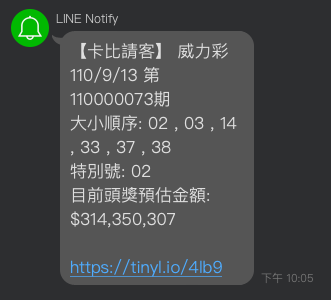 LINE Notify
【卡比請客】 威力彩
110/9/13 第
110000073期
大小順序: 02 , 03 , 14
, 33 , 37 , 38
特別號: 02
目前頭獎預估金額:
$314,350,307
https://tinyl.io/4lb9
下午 10:05